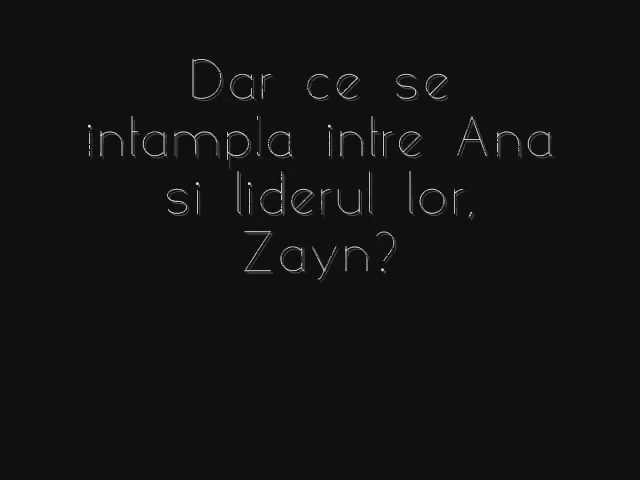 Dar ce se
intampla intre Ana
si liderul lor,
Zayn?